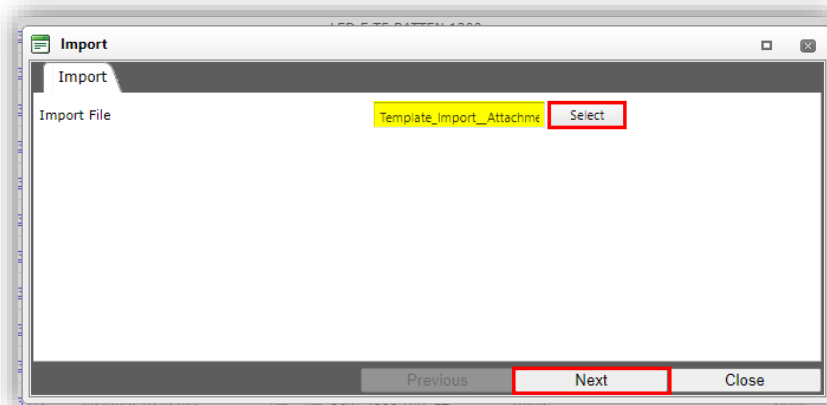 Import
Import
Import File
Template_Import__Attachme
Select
Previous
Next
Close